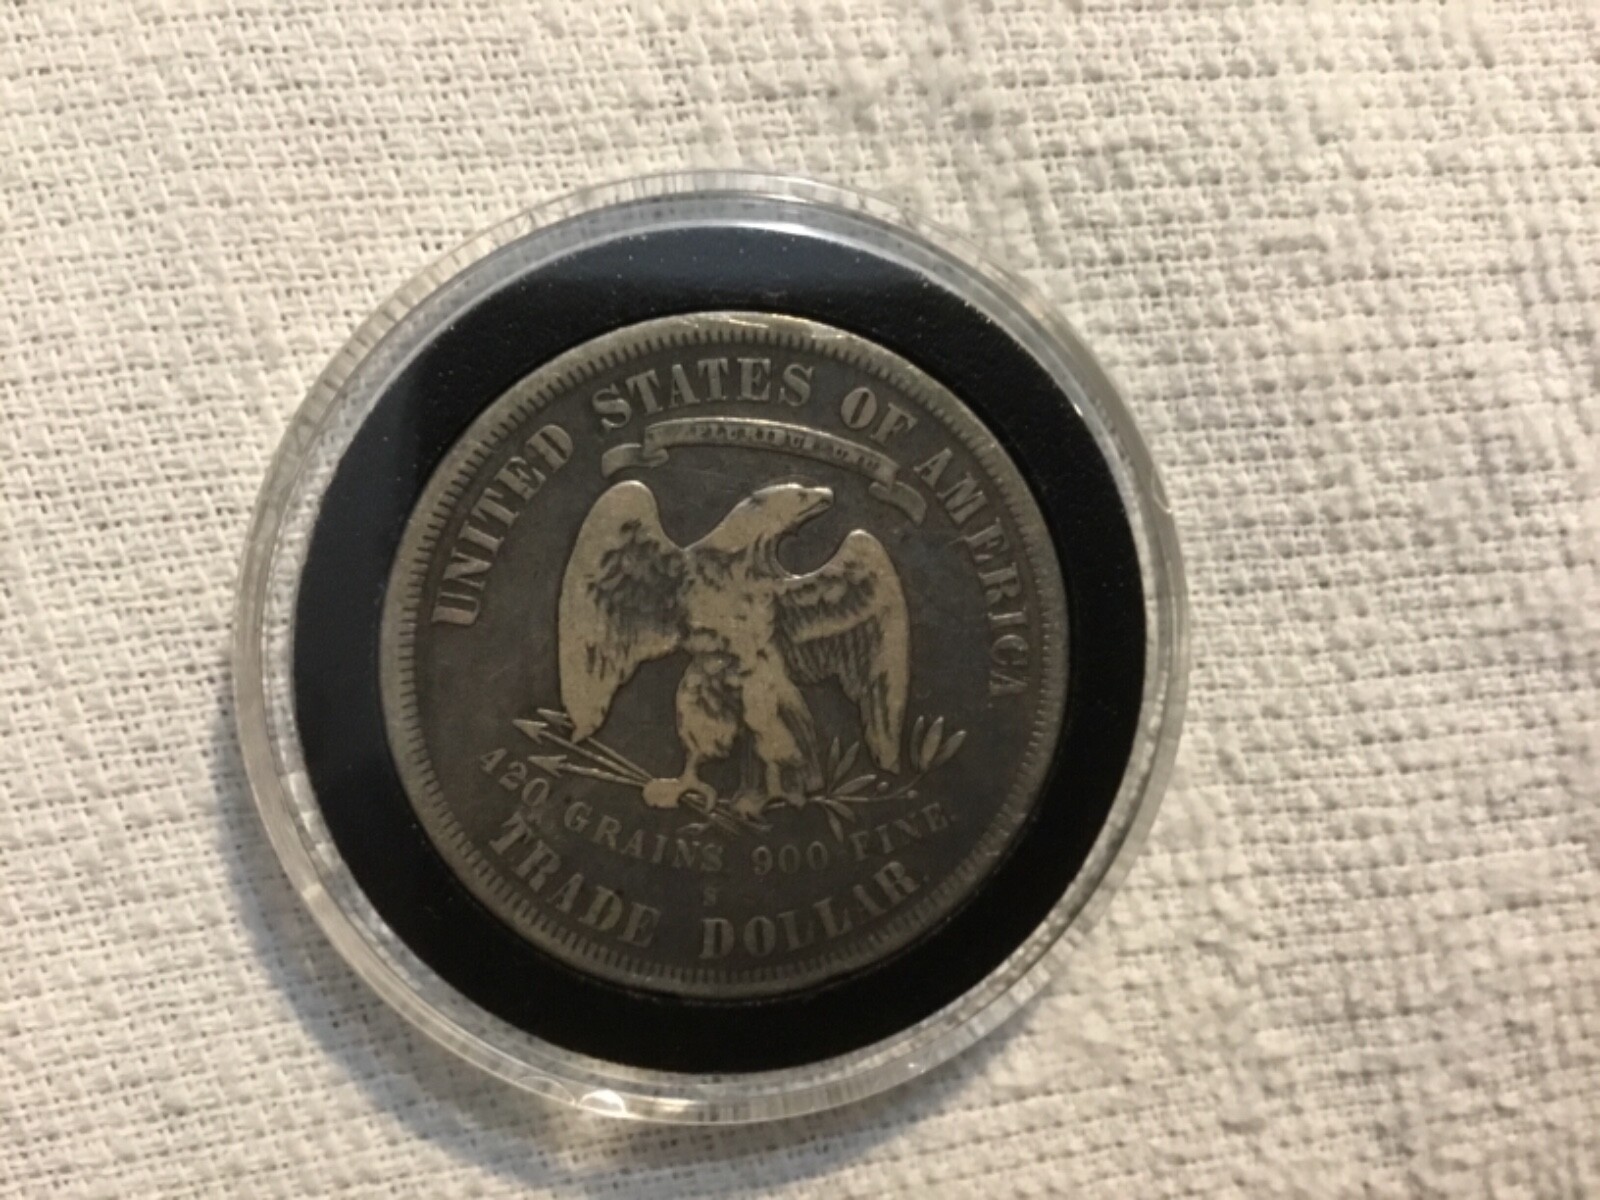 UNITED STATES OF AMERICA
420 GRAINS. 900 FINE.
S
TRADE DOLLAR.